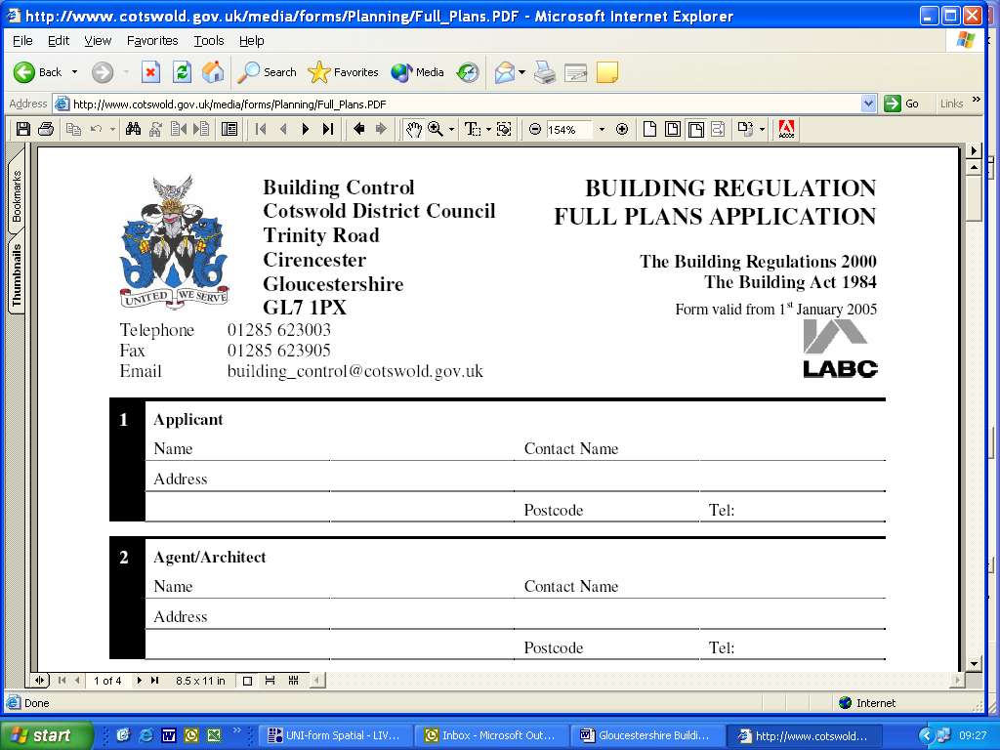 http://www.cotswold.gov.uk/media/forms/Planning/Full_Plans.PDF - Microsoft Internet Explorer
File Edit View Favorites Tools Help
Back Search Favorites Media
Address http://www.cotswold.gov.uk/media/forms/Planning/Full_Plans.PDF Go Links »
154% Adobe
Bookmarks
Thumbnails
UNITED WE SERVE
Building Control
Cotswold District Council
Trinity Road
Cirencester
Gloucestershire
GL7 1PX
Telephone 01285 623003
Fax 01285 623905
Email building_control@cotswold.gov.uk
BUILDING REGULATION
FULL PLANS APPLICATION
The Building Regulations 2000
The Building Act 1984
Form valid from 1st January 2005
LABC
1 Applicant
Name Contact Name
Address
Postcode Tel:
2 Agent/Architect
Name Contact Name
Address
Postcode Tel:
1 of 4 8.5 x 11 in
Done Internet
start » UNI-form Spatial - LIV... Inbox - Microsoft Out... Gloucestershire Buildi... http://www.cotswold... 09:27